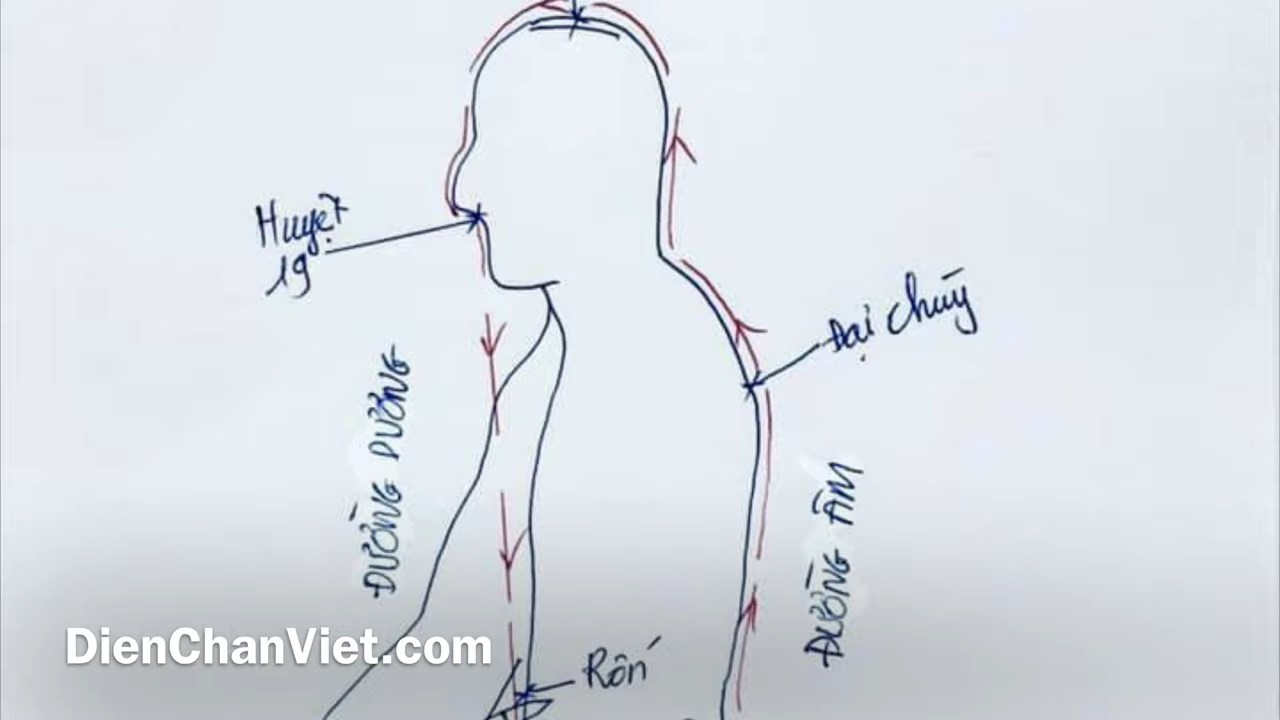 Huyệt
19
Đại chùy
ĐƯỜNG DƯƠNG
ĐƯỜNG ÂM
Rốn
DienChanViet.com